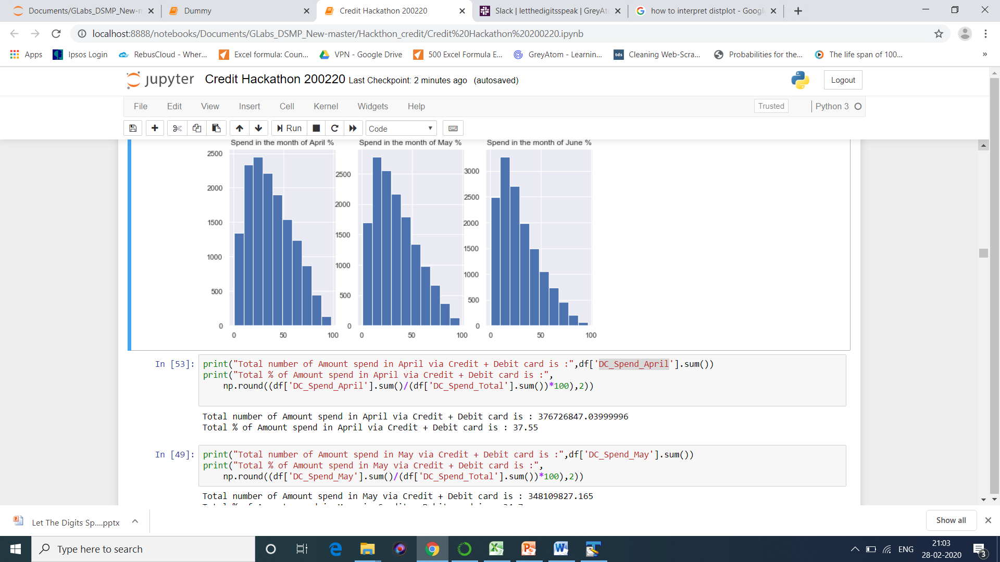 Documents/GLabs_DSMP_New-m
Dummy
Credit Hackathon 200220
Slack | letthedigitsspeak | GreyAt
how to interpret distplot - Googl
localhost:8888/notebooks/Documents/GLabs_DSMP_New-master/Hackthon_credit/Credit%20Hackathon%20200220.ipynb
Apps
Ipsos Login
RebusCloud - Wher...
Excel formula: Coun...
VPN - Google Drive
500 Excel Formula E...
GreyAtom - Learnin...
tds
Cleaning Web-Scra...
Probabilities for the...
The life span of 100...
»
jupyter
Credit Hackathon 200220 Last Checkpoint: 2 minutes ago (autosaved)
Logout
File Edit View Insert Cell Kernel Widgets Help
Trusted
Python 3
Run
Code
Spend in the month of April %
2500
2000
1500
1000
500
0
0 50 100
Spend in the month of May %
2500
2000
1500
1000
500
0
0 50 100
Spend in the month of June %
3000
2500
2000
1500
1000
500
0
0 50 100
In [53]:
print("Total number of Amount spend in April via Credit + Debit card is :",df['DC_Spend_April'].sum())
print("Total % of Amount spend in April via Credit + Debit card is :",
np.round((df['DC_Spend_April'].sum()/(df['DC_Spend_Total'].sum())*100),2))
Total number of Amount spend in April via Credit + Debit card is : 376726847.03999996
Total % of Amount spend in April via Credit + Debit card is : 37.55
In [49]:
print("Total number of Amount spend in May via Credit + Debit card is :",df['DC_Spend_May'].sum())
print("Total % of Amount spend in May via Credit + Debit card is :",
np.round((df['DC_Spend_May'].sum()/(df['DC_Spend_Total'].sum())*100),2))
Total number of Amount spend in May via Credit + Debit card is : 348109827.165
Let The Digits Sp....pptx
Show all
Type here to search
ENG
21:03
28-02-2020
3